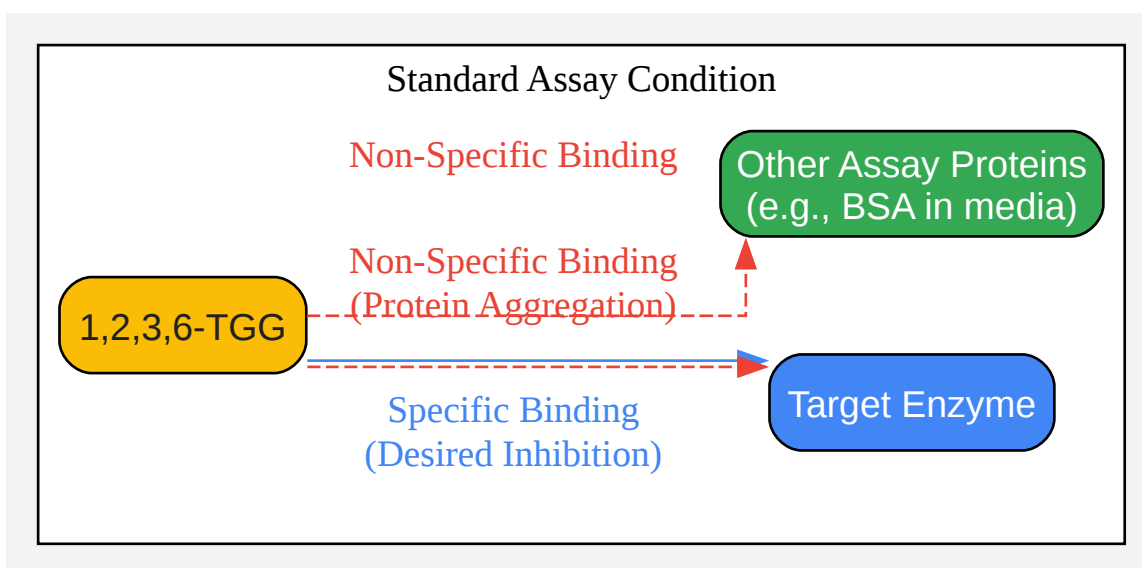 Standard Assay Condition
Non-Specific Binding
Other Assay Proteins
(e.g., BSA in media)
Non-Specific Binding
(Protein Aggregation)
1,2,3,6-TGG
Specific Binding
(Desired Inhibition)
Target Enzyme